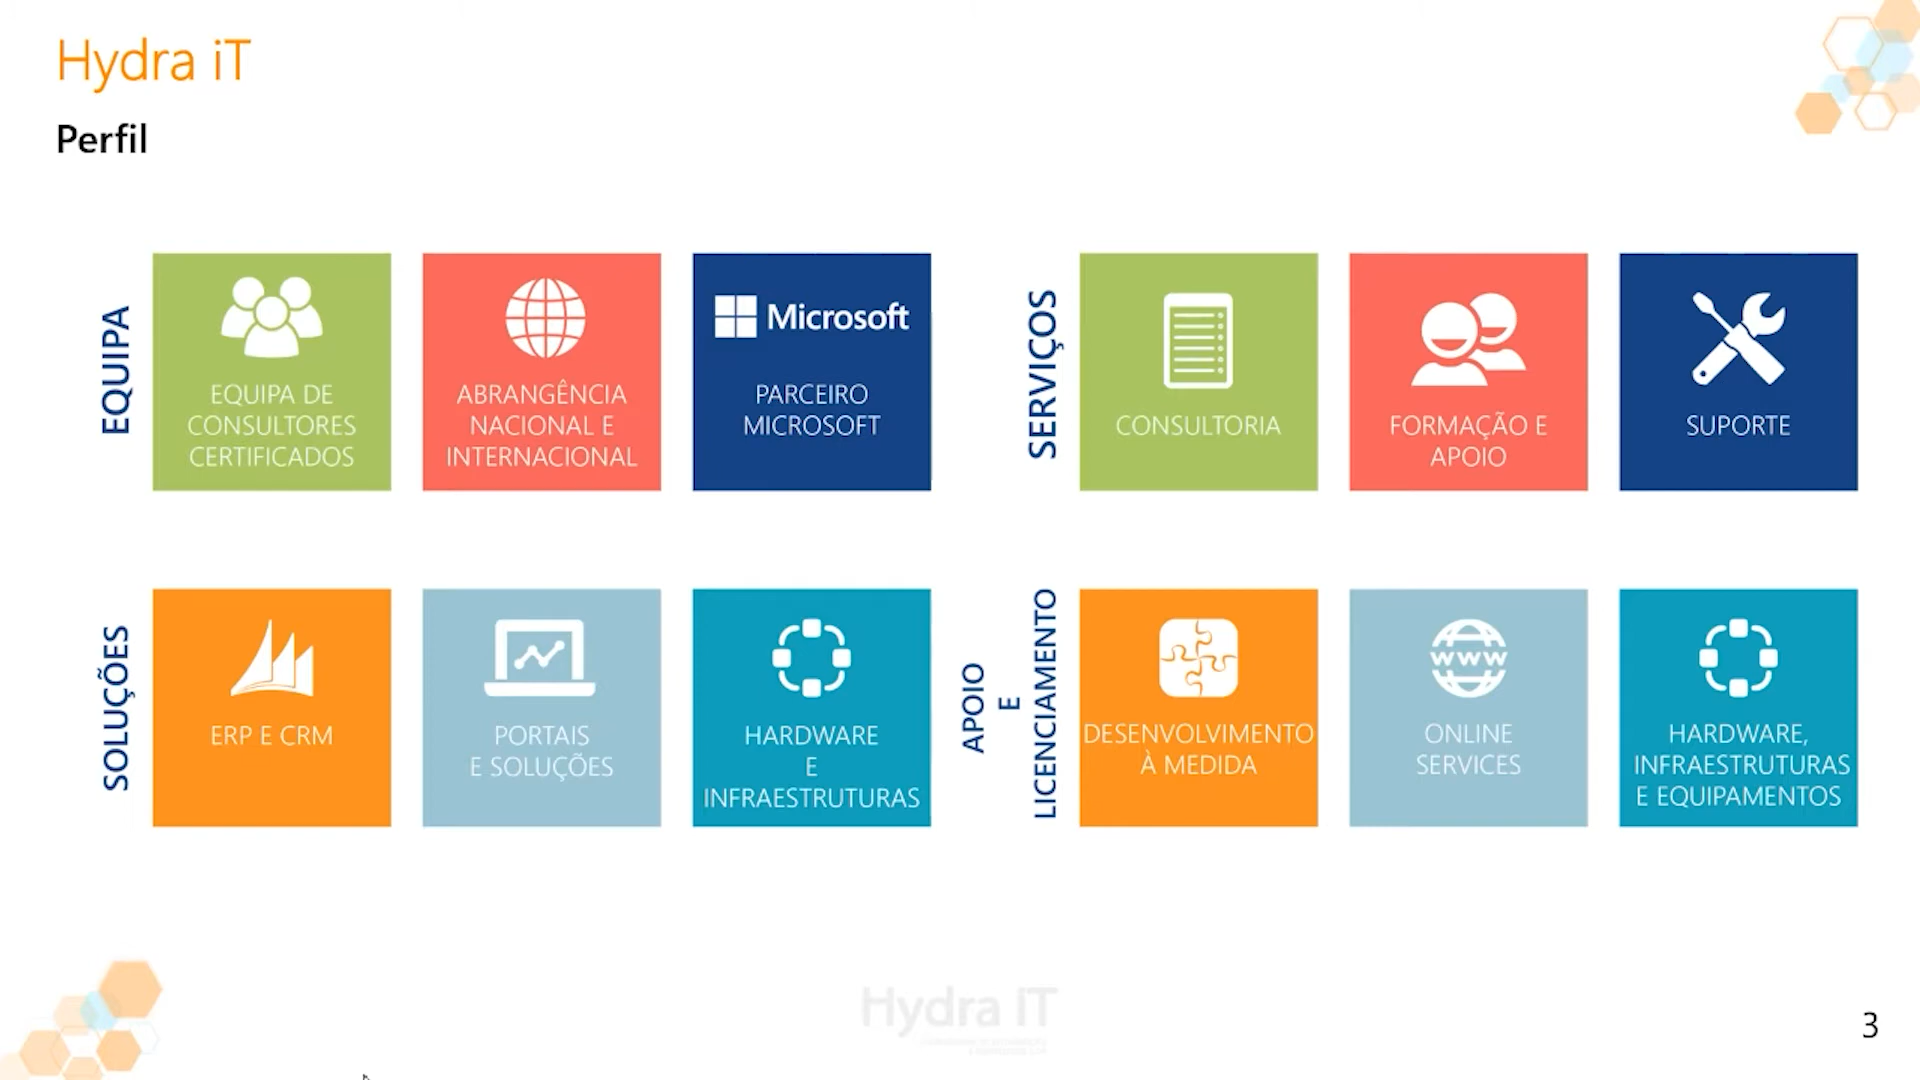 Hydra iT
Perfil
EQUIPA
EQUIPA DE
CONSULTORES
CERTIFICADOS
ABRANGÊNCIA
NACIONAL E
INTERNACIONAL
Microsoft
PARCEIRO
MICROSOFT
SERVIÇOS
CONSULTORIA
FORMAÇÃO E
APOIO
SUPORTE
SOLUÇÕES
ERP E CRM
PORTAIS
E SOLUÇÕES
HARDWARE
E
INFRAESTRUTURAS
APOIO
E
LICENCIAMENTO
DESENVOLVIMENTO
À MEDIDA
WWW
ONLINE
SERVICES
HARDWARE,
INFRAESTRUTURAS
E EQUIPAMENTOS
Hydra iT
3